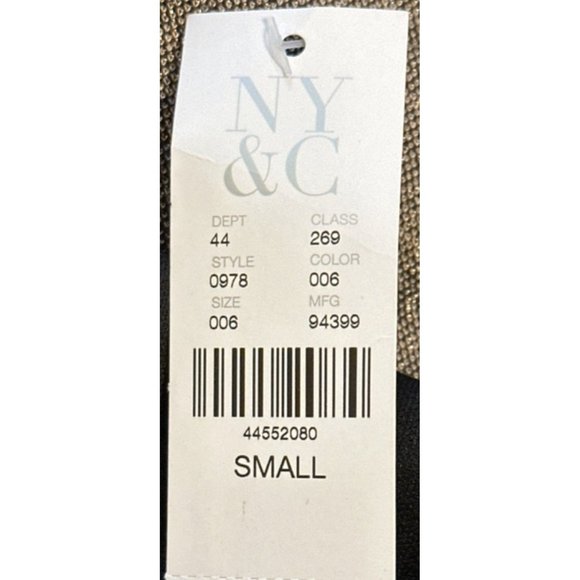 NY
&C
DEPT CLASS
44 269
STYLE COLOR
0978 006
SIZE MFG
006 94399
44552080
SMALL